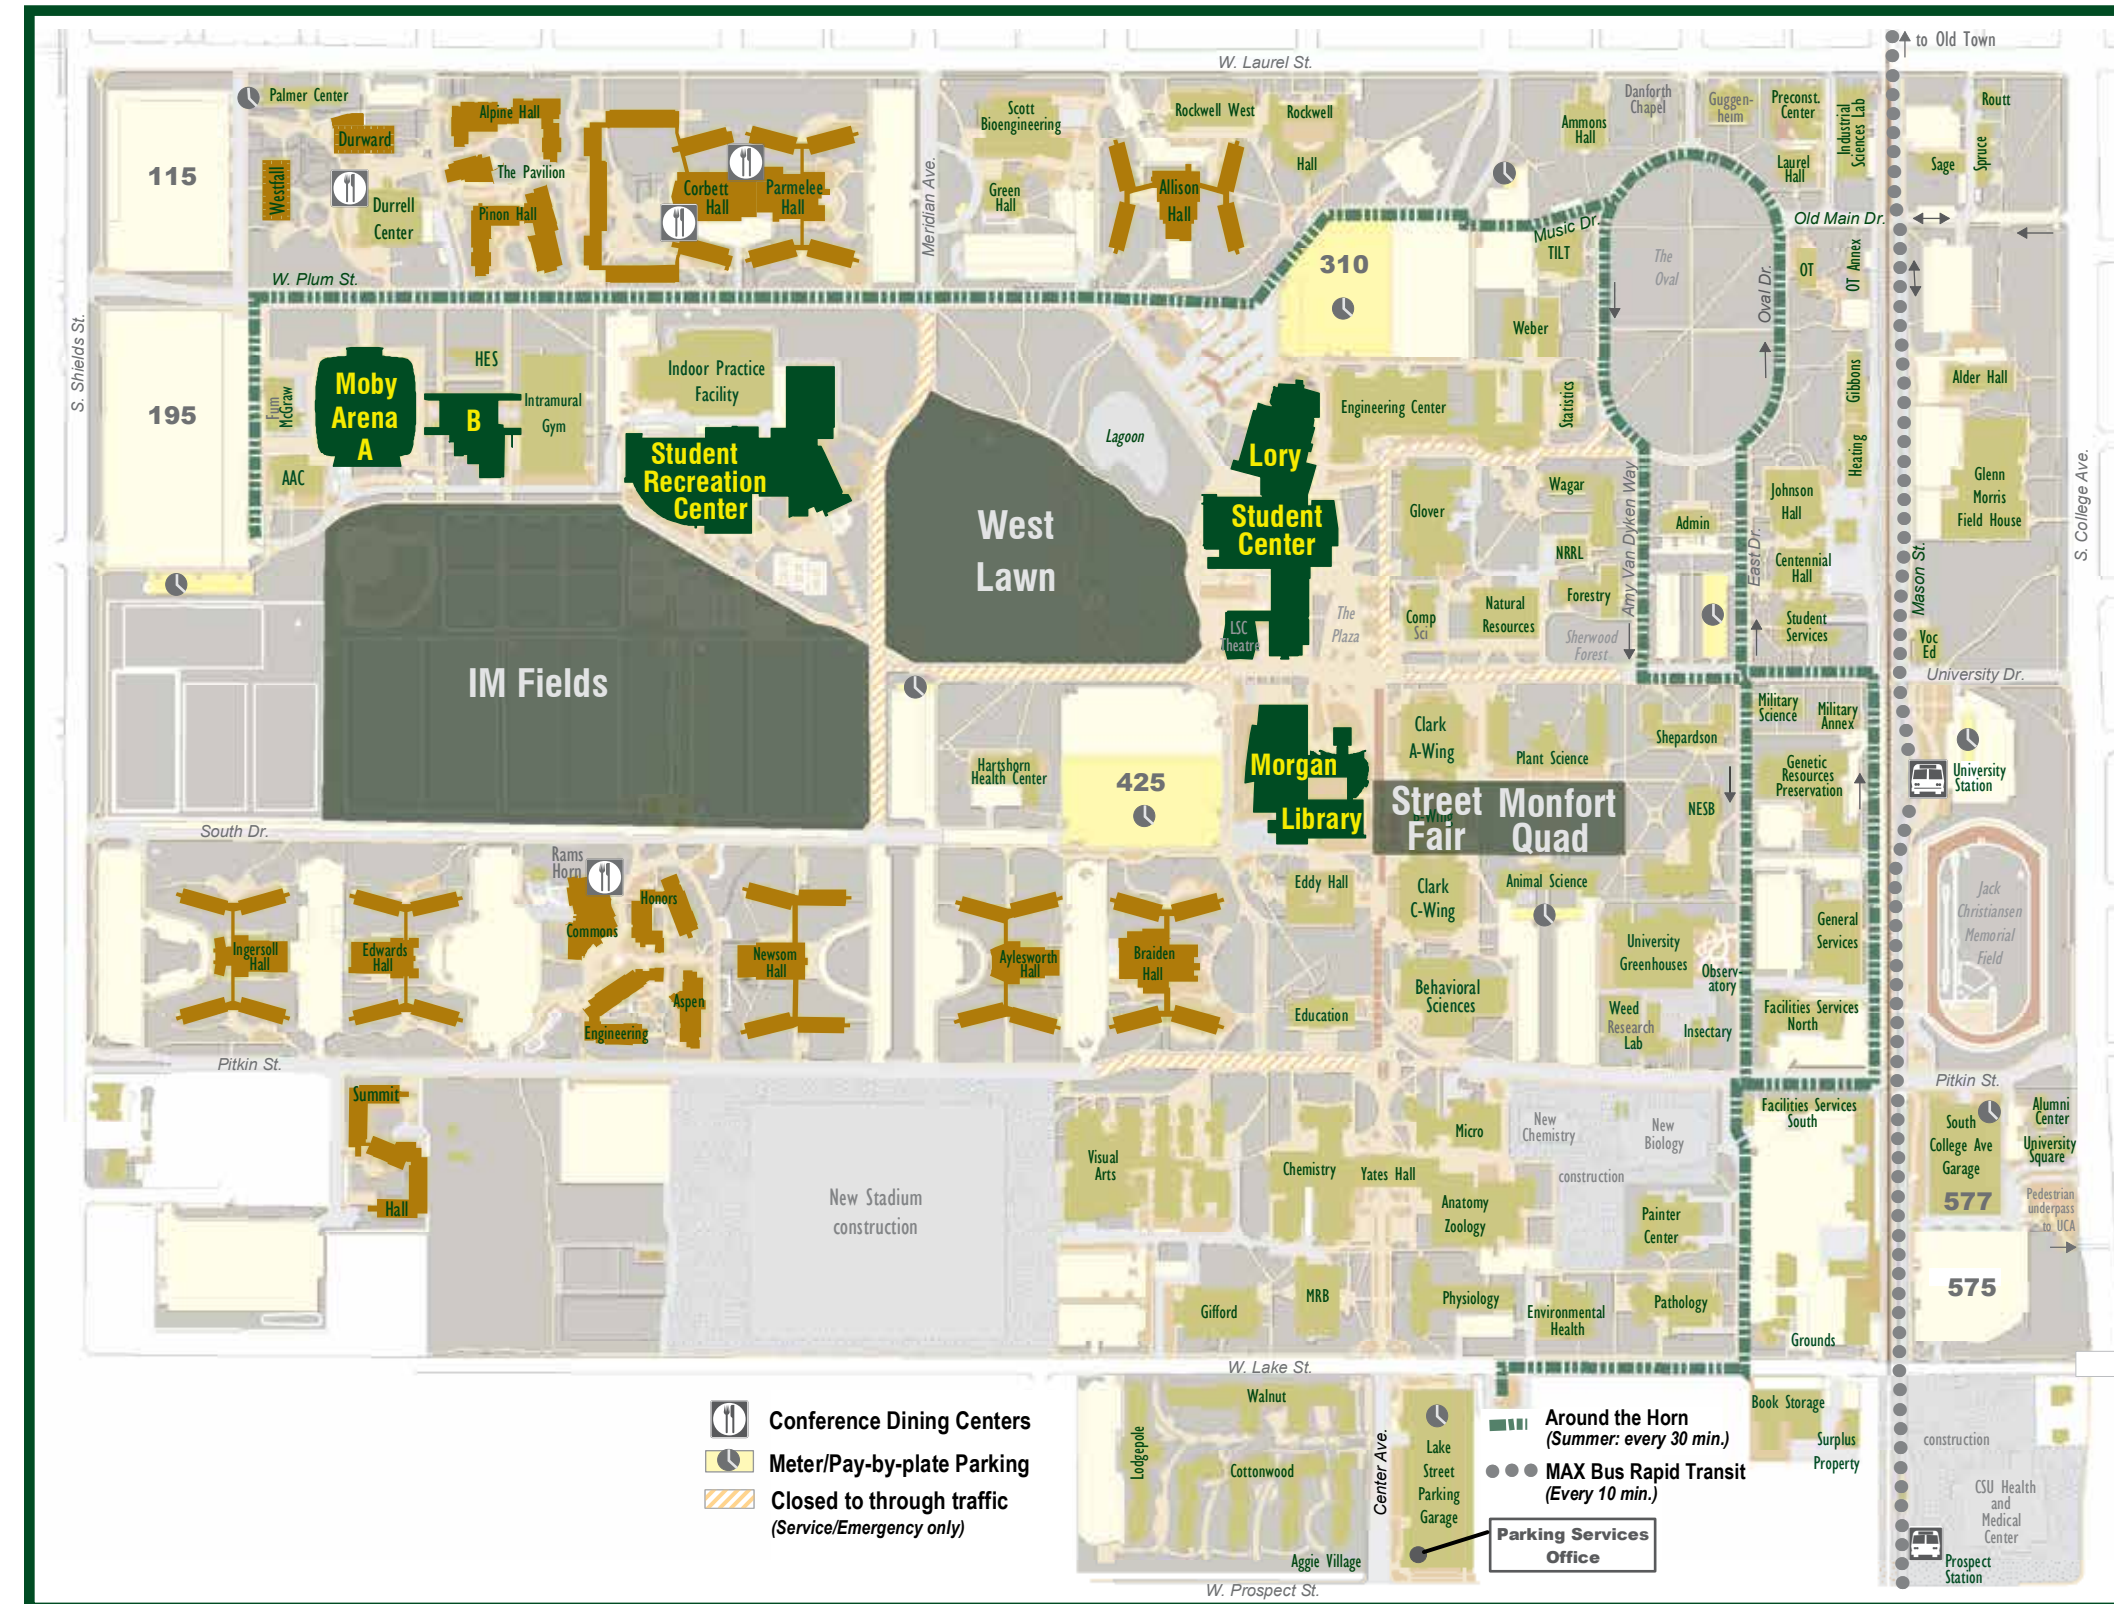 to Old Town
W. Laurel St.
Palmer Center
Durward
Westfall
Durrell
Center
Alpine Hall
The Pavilion
Pinon Hall
Corbett
Hall
Parmelee
Hall
115
W. Plum St.
S. Shields St.
Meridian Ave.
Scott
Bioengineering
Green
Hall
Rockwell West
Rockwell
Hall
Allison
Hall
Ammons
Hall
Danforth
Chapel
Guggen-
heim
Preconst.
Center
Industrial
Sciences Lab
Laurel
Hall
Routt
Sage
Spruce
Old Main Dr.
Music Dr.
TILT
The
Oval
Oval Dr.
OT
OT Annex
310
Weber
195
Fum
McGraw
Moby
Arena
A
AAC
HES
B
Intramural
Gym
Indoor Practice
Facility
Student
Recreation
Center
Lagoon
West
Lawn
Lory
Student
Center
LSC
Theatre
The
Plaza
Engineering Center
Statistics
Glover
Wagar
NRRL
Forestry
Comp
Sci
Natural
Resources
Sherwood
Forest
Amy Van Dyken Way
Admin
East Dr.
Gibbons
Heating
Johnson
Hall
Centennial
Hall
Student
Services
Alder Hall
Glenn
Morris
Field House
S. College Ave.
Mason St.
Voc
Ed
University Dr.
IM Fields
Hartshorn
Health Center
425
Morgan
Library
Clark
A-Wing
B-Wing
Street
Fair
Monfort
Quad
Plant Science
Shepardson
NESB
Military
Science
Military
Annex
Genetic
Resources
Preservation
University
Station
South Dr.
Rams
Horn
Commons
Honors
Ingersoll
Hall
Edwards
Hall
Newsom
Hall
Engineering
Aspen
Aylesworth
Hall
Braiden
Hall
Eddy Hall
Education
Clark
C-Wing
Animal Science
Behavioral
Sciences
University
Greenhouses
Observ-
atory
Weed
Research
Lab
Insectary
General
Services
Facilities Services
North
Jack
Christiansen
Memorial
Field
Pitkin St.
Pitkin St.
Summit
Hall
New Stadium
construction
Visual
Arts
Chemistry
Yates Hall
Micro
New
Chemistry
New
Biology
construction
Anatomy
Zoology
Painter
Center
Gifford
MRB
Physiology
Environmental
Health
Pathology
Facilities Services
South
Grounds
South
College Ave
Garage
577
Alumni
Center
University
Square
Pedestrian
underpass
to UCA
575
W. Lake St.
Conference Dining Centers
Meter/Pay-by-plate Parking
Closed to through traffic
(Service/Emergency only)
Lodgepole
Walnut
Cottonwood
Aggie Village
Center Ave.
Lake
Street
Parking
Garage
Around the Horn
(Summer: every 30 min.)
MAX Bus Rapid Transit
(Every 10 min.)
Parking Services
Office
Book Storage
Surplus
Property
construction
CSU Health
and
Medical
Center
Prospect
Station
W. Prospect St.